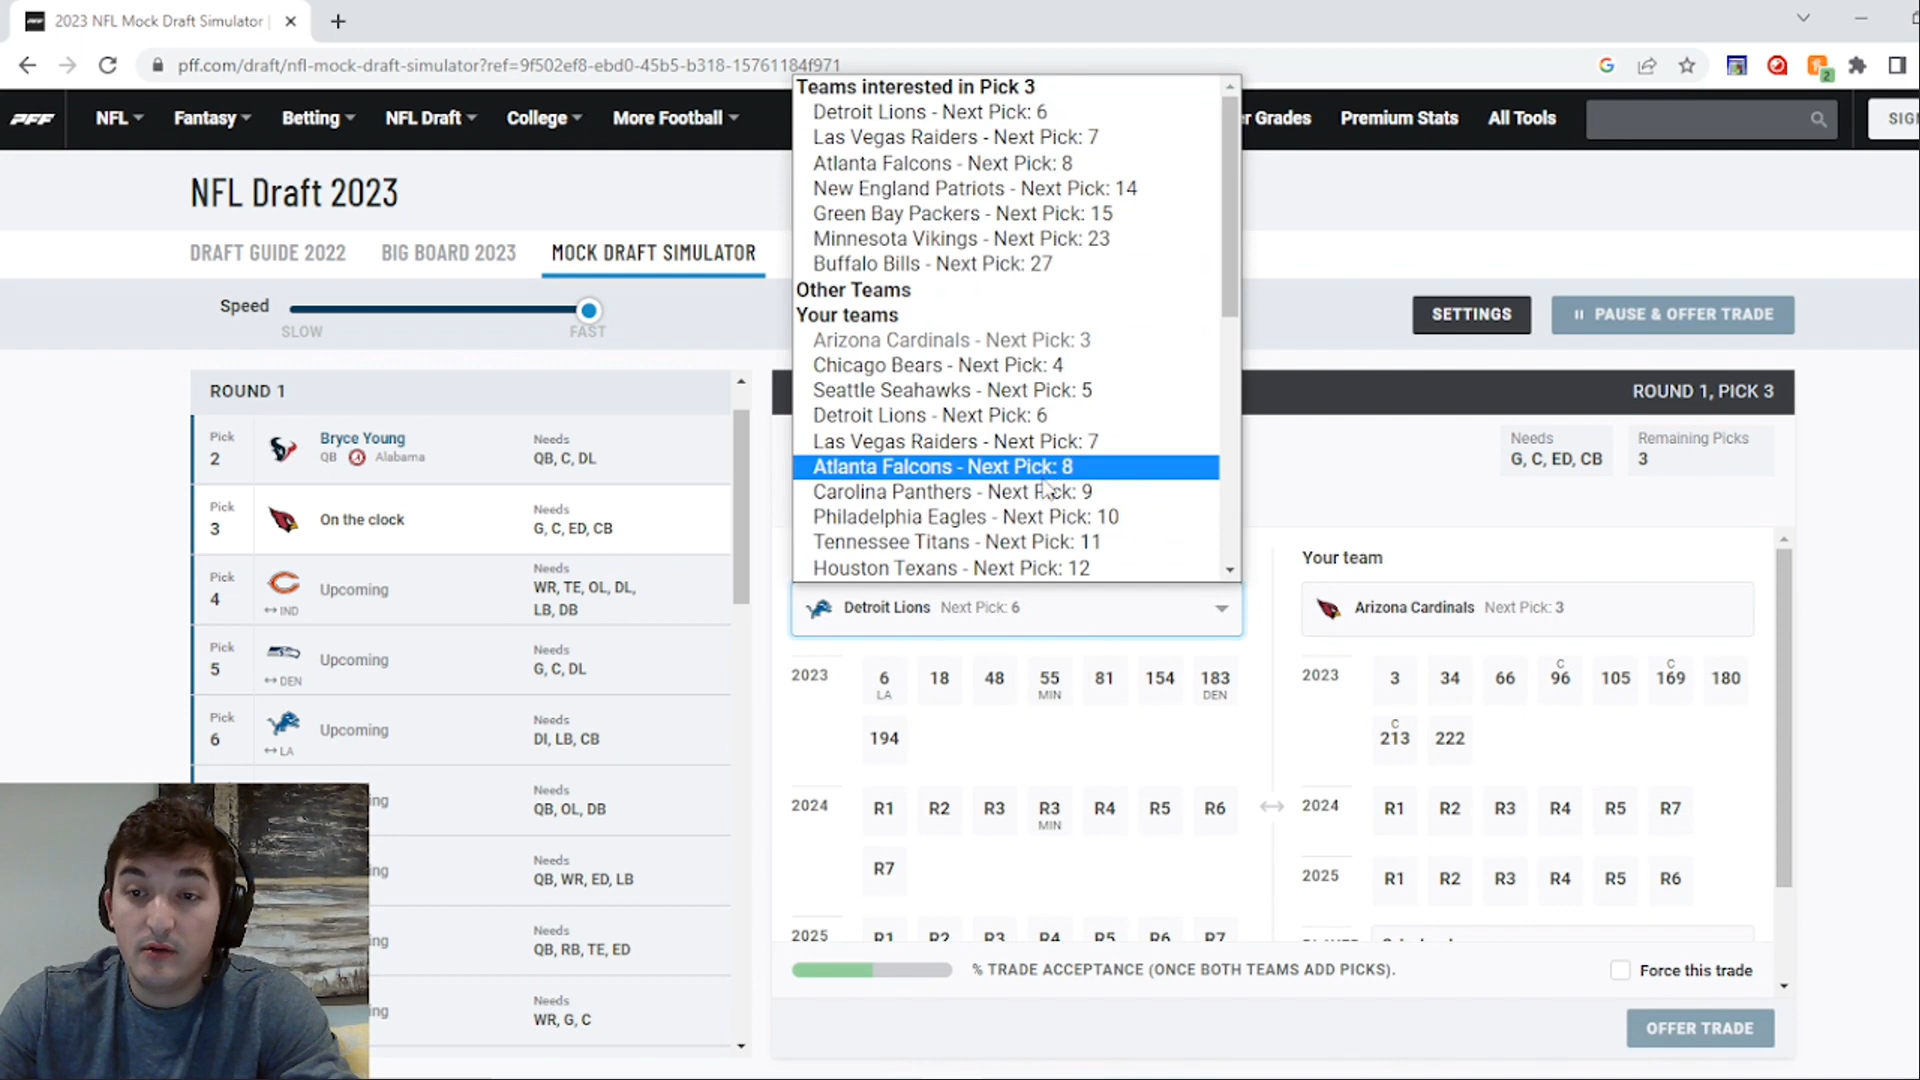 2023 NFL Mock Draft Simulator |
pff.com/draft/nfl-mock-draft-simulator?ref=9f502ef8-ebd0-45b5-b318-15761184f971
2
PFF
NFL
Fantasy
Betting
NFL Draft
College
More Football
er Grades
Premium Stats
All Tools
SIG
NFL Draft 2023
DRAFT GUIDE 2022
BIG BOARD 2023
MOCK DRAFT SIMULATOR
Speed
SLOW
FAST
SETTINGS
PAUSE & OFFER TRADE
Teams interested in Pick 3
Detroit Lions - Next Pick: 6
Las Vegas Raiders - Next Pick: 7
Atlanta Falcons - Next Pick: 8
New England Patriots - Next Pick: 14
Green Bay Packers - Next Pick: 15
Minnesota Vikings - Next Pick: 23
Buffalo Bills - Next Pick: 27
Other Teams
Your teams
Arizona Cardinals - Next Pick: 3
Chicago Bears - Next Pick: 4
Seattle Seahawks - Next Pick: 5
Detroit Lions - Next Pick: 6
Las Vegas Raiders - Next Pick: 7
Atlanta Falcons - Next Pick: 8
Carolina Panthers - Next Pick: 9
Philadelphia Eagles - Next Pick: 10
Tennessee Titans - Next Pick: 11
Houston Texans - Next Pick: 12
ROUND 1
Pick 2
Bryce Young
QB Alabama
Needs
QB, C, DL
Pick 3
On the clock
Needs
G, C, ED, CB
Pick 4
IND
Upcoming
Needs
WR, TE, OL, DL,
LB, DB
Pick 5
DEN
Upcoming
Needs
G, C, DL
Pick 6
LA
Upcoming
Needs
DI, LB, CB
ng
Needs
QB, OL, DB
ng
Needs
QB, WR, ED, LB
ng
Needs
QB, RB, TE, ED
ng
Needs
WR, G, C
ROUND 1, PICK 3
Needs
G, C, ED, CB
Remaining Picks
3
Detroit Lions Next Pick: 6
2023 6 18 48 55 81 154 183
LA MIN DEN
194
2024 R1 R2 R3 R3 R4 R5 R6
MIN
R7
2025 R1 R2 R3 R4 R5 R6 R7
Your team
Arizona Cardinals Next Pick: 3
C C
2023 3 34 66 96 105 169 180
C
213 222
2024 R1 R2 R3 R4 R5 R7
2025 R1 R2 R3 R4 R5 R6
% TRADE ACCEPTANCE (ONCE BOTH TEAMS ADD PICKS).
Force this trade
OFFER TRADE